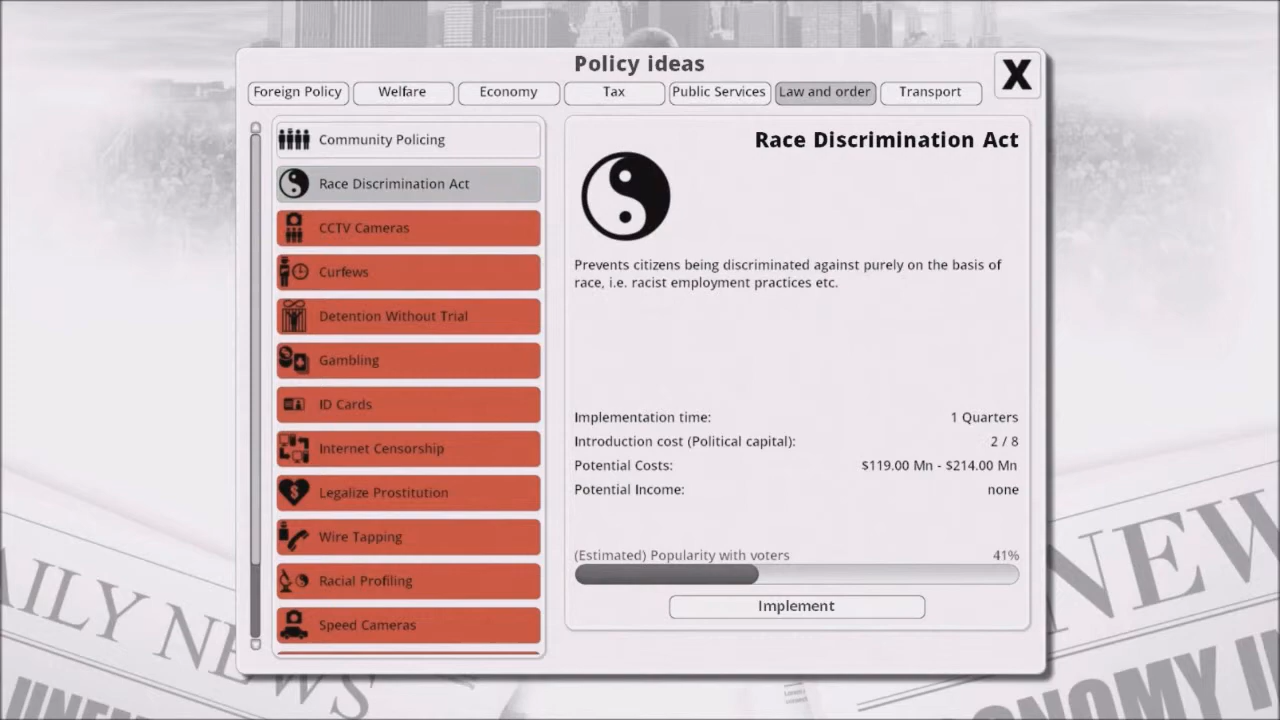 Policy ideas
X
Foreign Policy
Welfare
Economy
Tax
Public Services
Law and order
Transport
Community Policing
Race Discrimination Act
CCTV Cameras
Curfews
Detention Without Trial
Gambling
ID Cards
Internet Censorship
Legalize Prostitution
Wire Tapping
Racial Profiling
Speed Cameras
Race Discrimination Act
Prevents citizens being discriminated against purely on the basis of
race, i.e. racist employment practices etc.
Implementation time: 1 Quarters
Introduction cost (Political capital): 2 / 8
Potential Costs: $119.00 Mn - $214.00 Mn
Potential Income: none
(Estimated) Popularity with voters 41%
Implement
AILY NEWS
NEW
ONOMY I